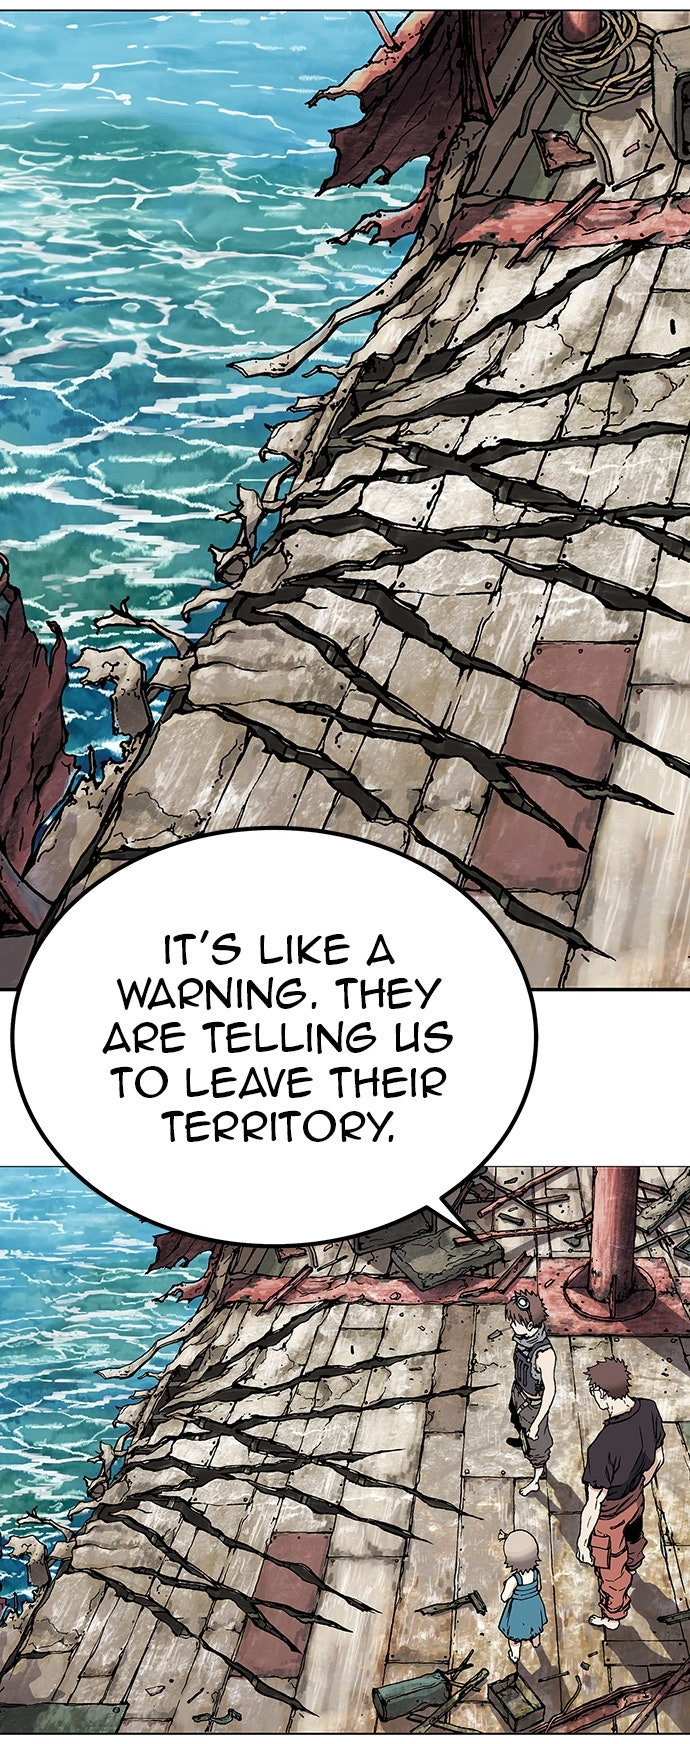 IT'S LIKE A
WARNING. THEY
ARE TELLING US
TO LEAVE THEIR
TERRITORY.